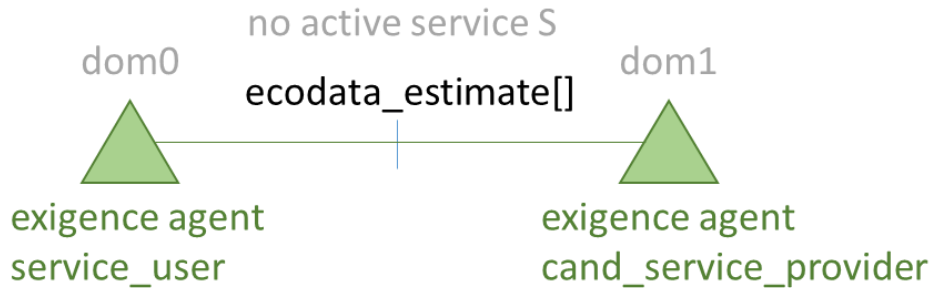 no active service S
dom0
dom1
ecodata_estimate[]
exigence agent
service_user
exigence agent
cand_service_provider